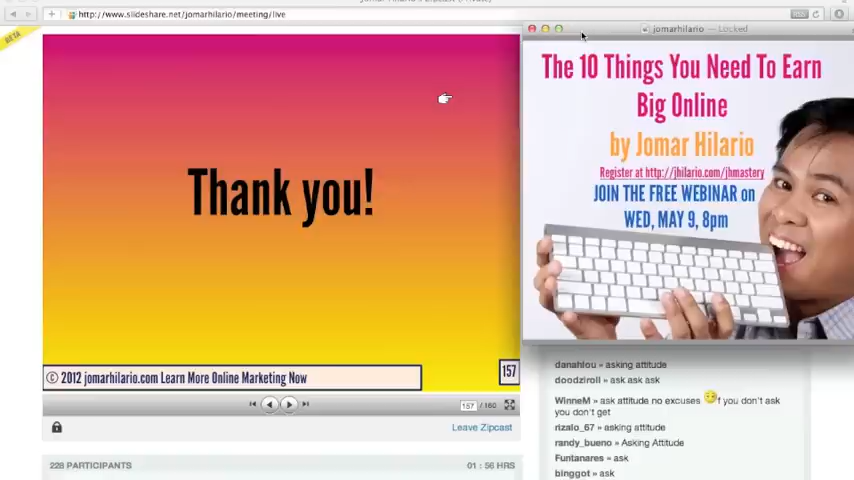 http://www.slideshare.net/jomarhilario/meeting/live
RSS
BETA
jomarhilario — Locked
Thank you!
© 2012 jomarhilario.com Learn More Online Marketing Now
157
157 / 160
Leave Zipcast
228 PARTICIPANTS
01 : 56 HRS
The 10 Things You Need To Earn
Big Online
by Jomar Hilario
Register at http://jhilario.com/jhmastery
JOIN THE FREE WEBINAR on
WED, MAY 9, 8pm
danahlou » asking attitude
doodziroll » ask ask ask
WinneM » ask attitude no excuses f you don't ask
you don't get
rizalo_67 » asking attitude
randy_bueno » Asking Attitude
Funtanares » ask
binggot » ask